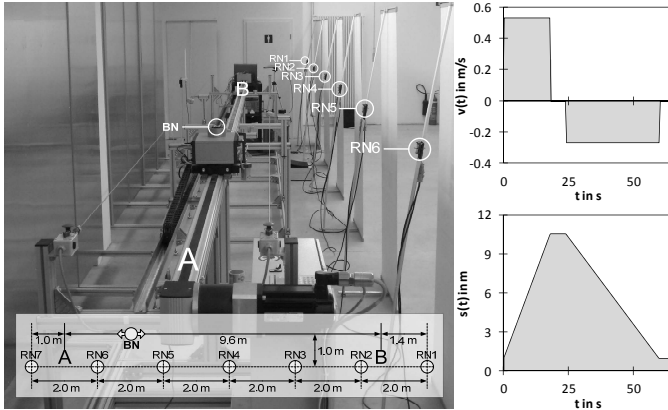 RN1
RN2
RN3
B
RN4
RN5
BN
RN6
A
1.0 m
9.6 m
1.4 m
BN
1.0 m
RN7
A
RN6
RN5
RN4
RN3
RN2
B
RN1
2.0 m
2.0 m
2.0 m
2.0 m
2.0 m
2.0 m
v(t) in m/s
0.6
0.4
0.2
0
-0.2
-0.4
0
25
50
t in s
s(t) in m
12
9
6
3
0
0
25
50
t in s